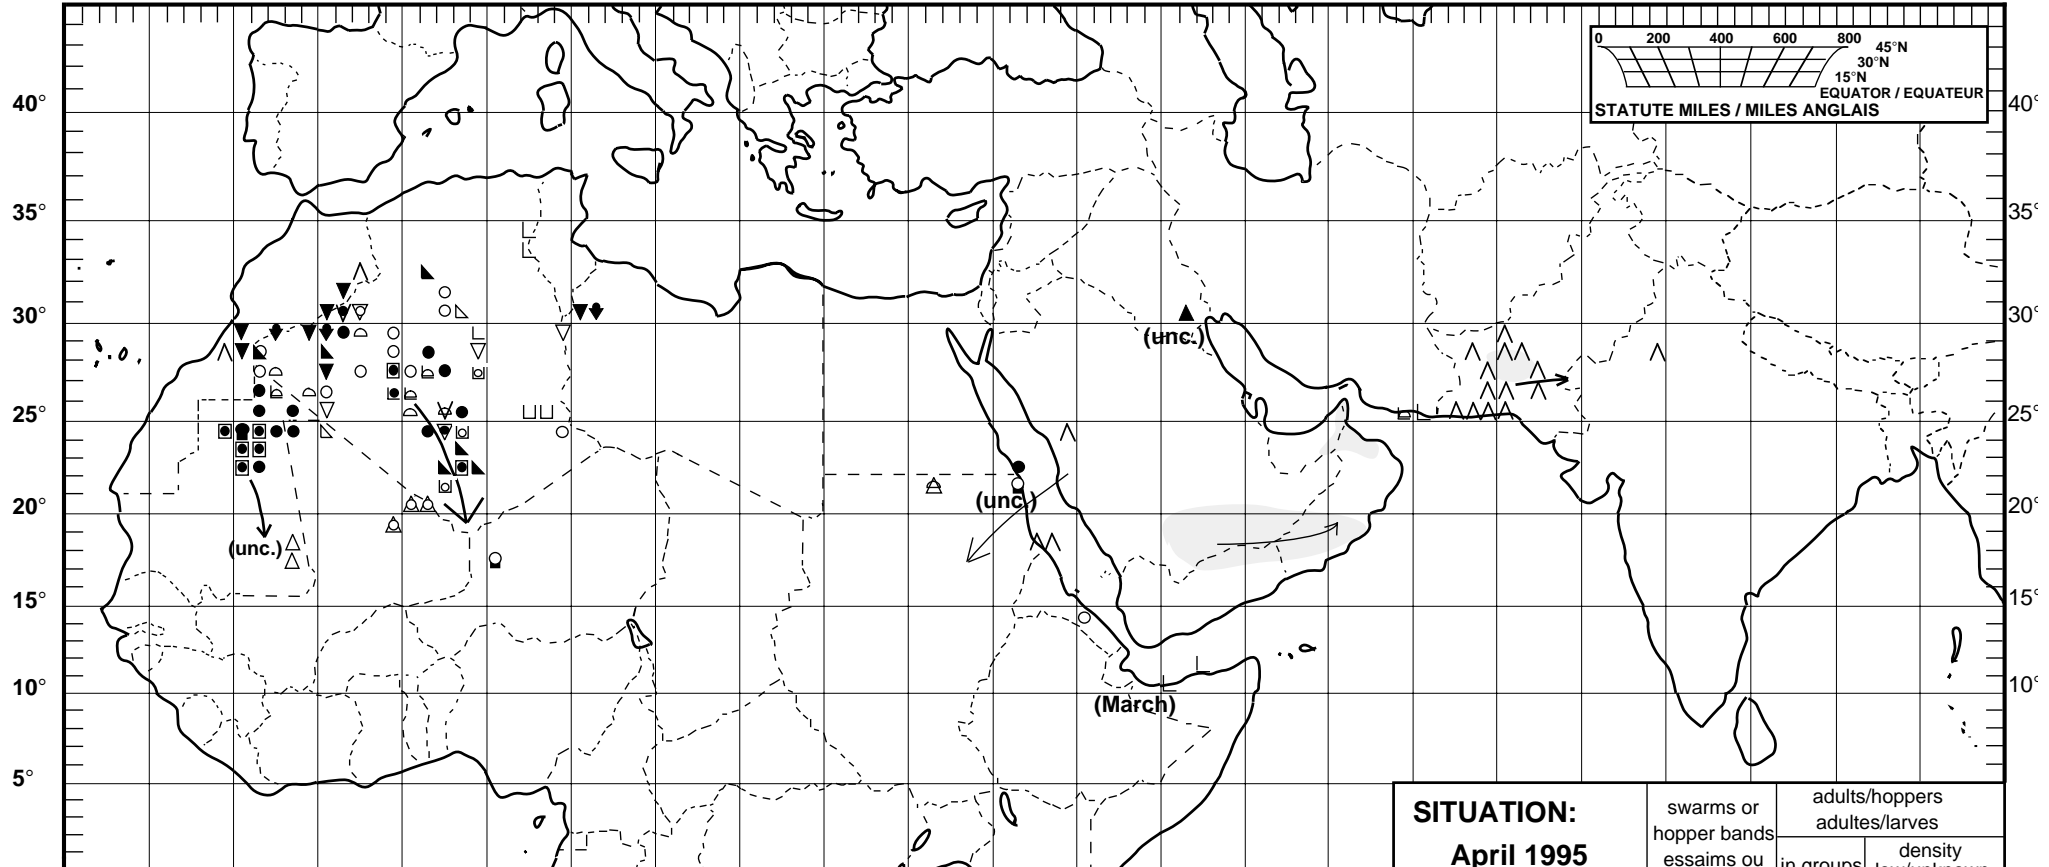 0 200 400 600 800
45°N
30°N
15°N
EQUATOR / EQUATEUR
STATUTE MILES / MILES ANGLAIS
40° 40°
35° 35°
30° 30°
(unc.)
25° 25°
20° (unc.) 20°
(unc.)
15° 15°
10° 10°
(March)
5°
SITUATION:
April 1995
swarms or
hopper bands
essaims ou
adults/hoppers
adultes/larves
in groups
density